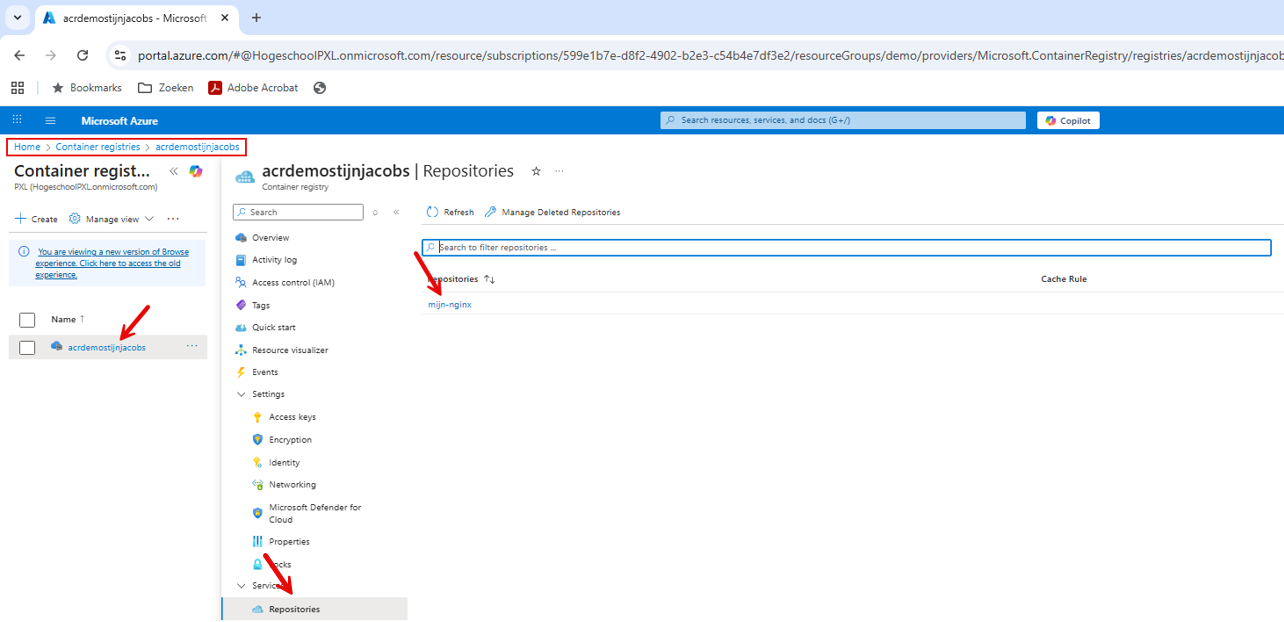 acrdemostijnjacobs - Microsoft
portal.azure.com/#@HogeschoolPXL.onmicrosoft.com/resource/subscriptions/599e1b7e-d8f2-4902-b2e3-c54b4e7df3e2/resourceGroups/demo/providers/Microsoft.ContainerRegistry/registries/acrdemostijnjacob
Bookmarks Zoeken Adobe Acrobat
Microsoft Azure
Search resources, services, and docs (G+/)
Copilot
Home > Container registries > acrdemostijnjacobs
Container regist...
PXL (HogeschoolPXL.onmicrosoft.com)
+ Create Manage view ...
You are viewing a new version of Browse
experience. Click here to access the old
experience.
Name ↑
acrdemostijnjacobs ...
acrdemostijnjacobs | Repositories
Container registry
Search
Overview
Activity log
Access control (IAM)
Tags
Quick start
Resource visualizer
Events
Settings
Access keys
Encryption
Identity
Networking
Microsoft Defender for
Cloud
Properties
Services
Repositories
Refresh Manage Deleted Repositories
Search to filter repositories ...
Repositories ↑↓ Cache Rule
mijn-nginx